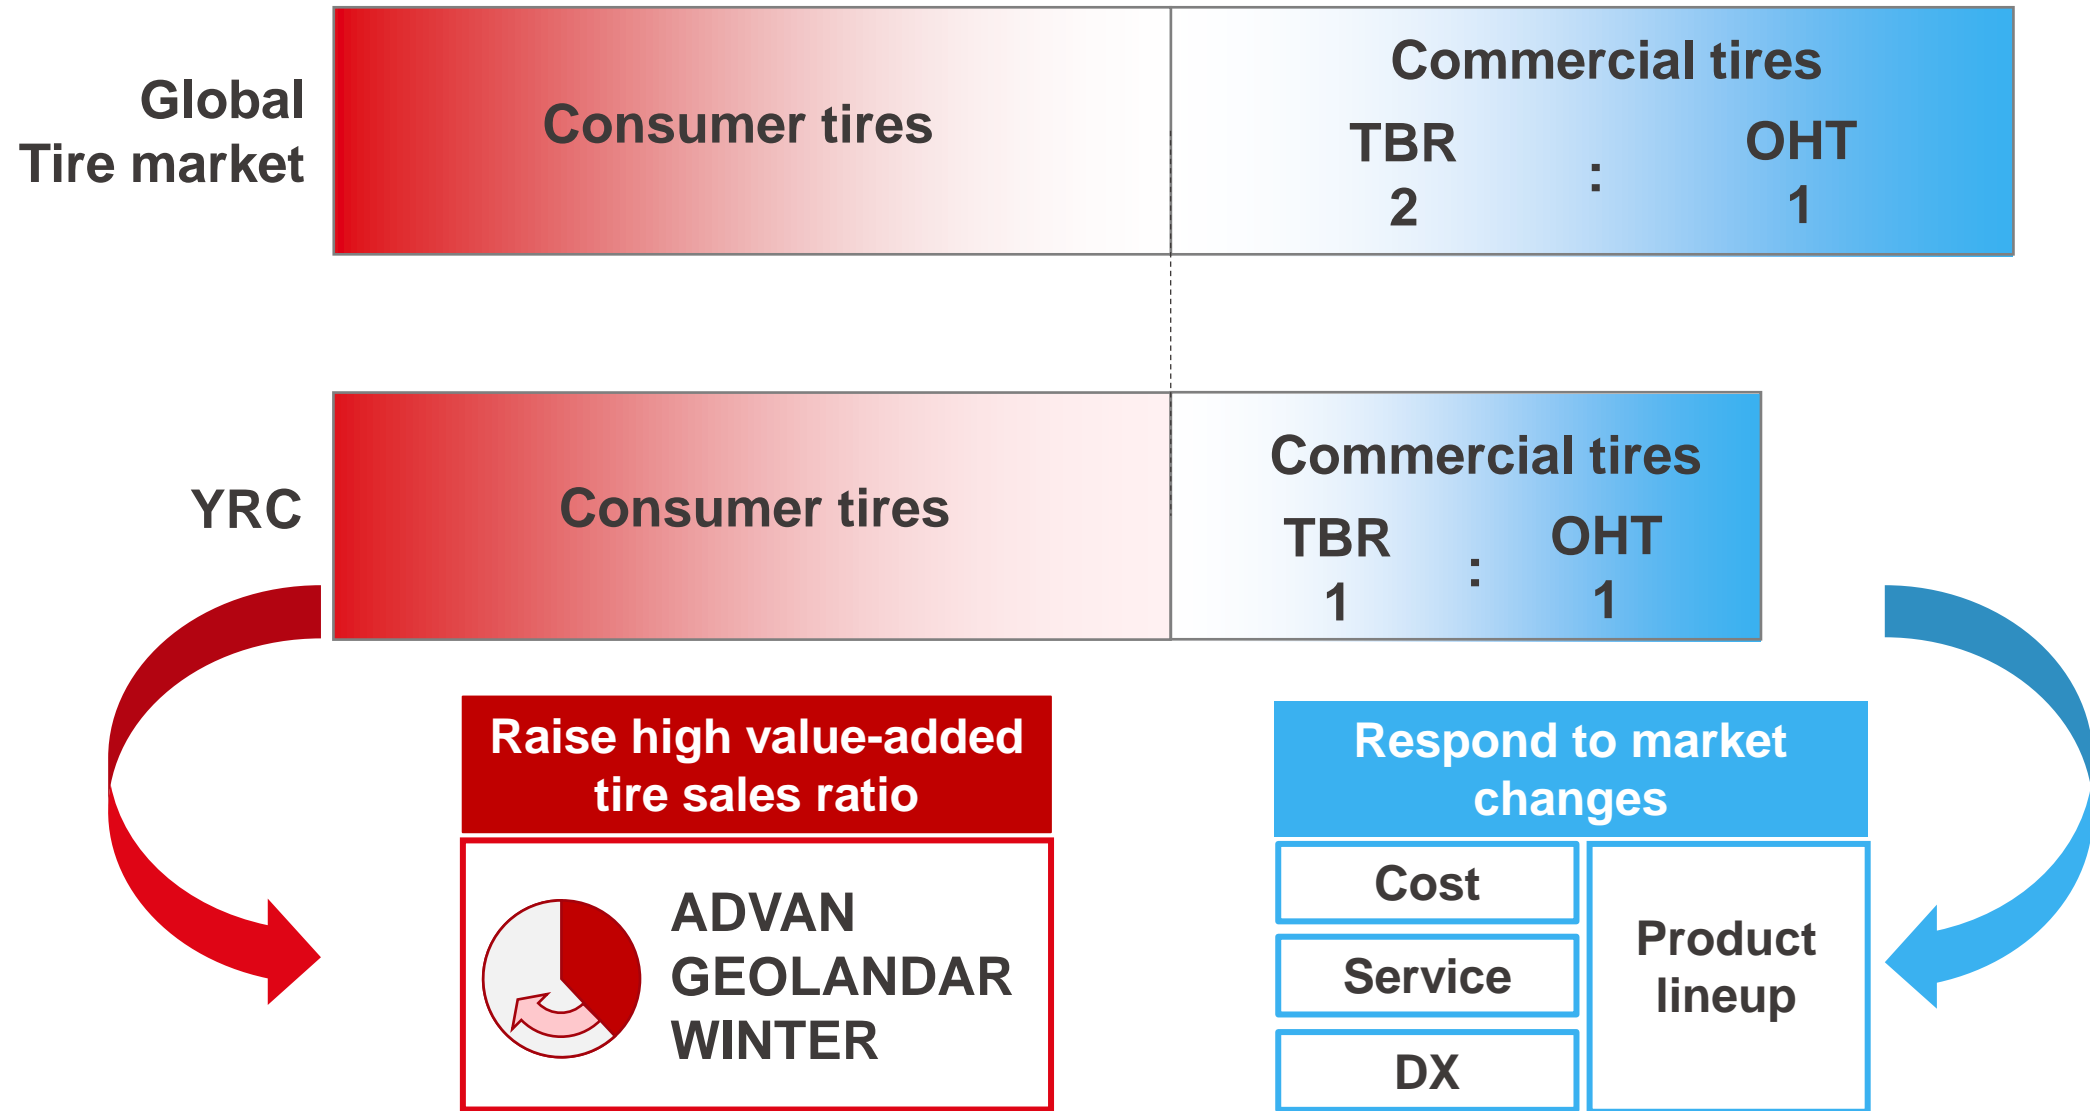 Global
Tire market
Consumer tires
Commercial tires
TBR : OHT
2 1
YRC
Consumer tires
Commercial tires
TBR : OHT
1 1
Raise high value-added
tire sales ratio
ADVAN
GEOLANDAR
WINTER
Respond to market
changes
Cost
Service
DX
Product
lineup